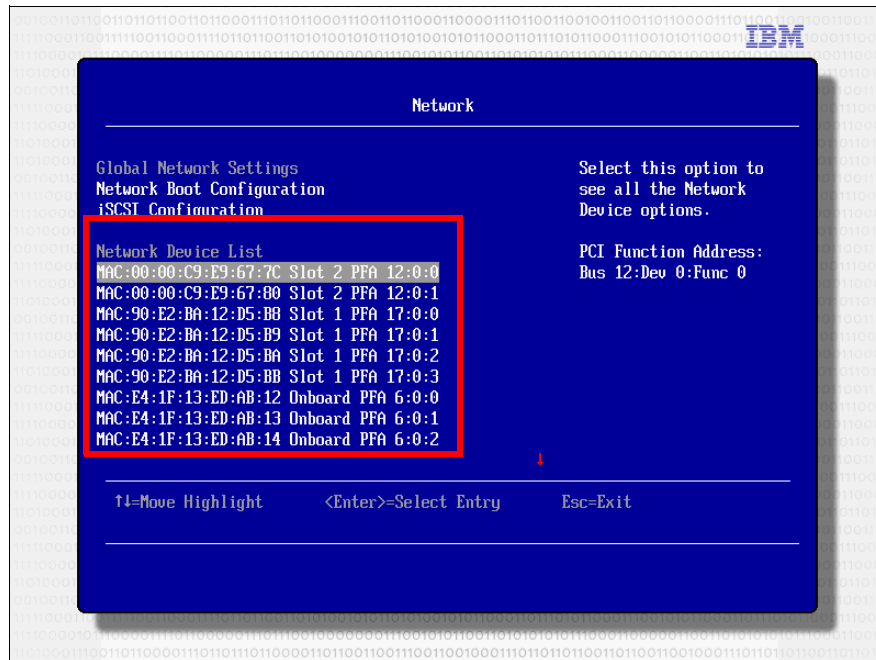 IBM
Network
Global Network Settings
Network Boot Configuration
iSCSI Configuration
Network Device List
MAC:00:00:C9:E9:67:7C Slot 2 PFA 12:0:0
MAC:00:00:C9:E9:67:80 Slot 2 PFA 12:0:1
MAC:90:E2:BA:12:D5:B8 Slot 1 PFA 17:0:0
MAC:90:E2:BA:12:D5:B9 Slot 1 PFA 17:0:1
MAC:90:E2:BA:12:D5:BA Slot 1 PFA 17:0:2
MAC:90:E2:BA:12:D5:BB Slot 1 PFA 17:0:3
MAC:E4:1F:13:ED:AB:12 Onboard PFA 6:0:0
MAC:E4:1F:13:ED:AB:13 Onboard PFA 6:0:1
MAC:E4:1F:13:ED:AB:14 Onboard PFA 6:0:2
Select this option to
see all the Network
Device options.
PCI Function Address:
Bus 12:Dev 0:Func 0
↓
↑↓=Move Highlight <Enter>=Select Entry Esc=Exit